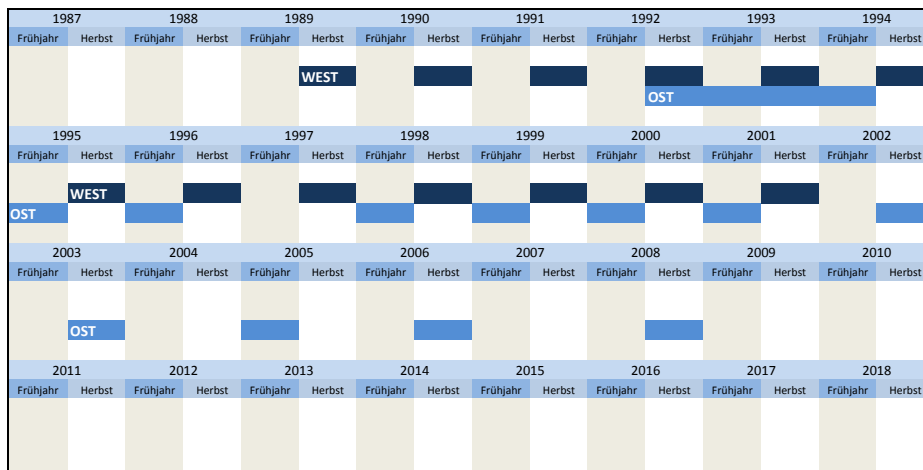 1987 1988 1989 1990 1991 1992 1993 1994
Frühjahr Herbst Frühjahr Herbst Frühjahr Herbst Frühjahr Herbst Frühjahr Herbst Frühjahr Herbst Frühjahr Herbst Frühjahr Herbst
WEST
OST
1995 1996 1997 1998 1999 2000 2001 2002
Frühjahr Herbst Frühjahr Herbst Frühjahr Herbst Frühjahr Herbst Frühjahr Herbst Frühjahr Herbst Frühjahr Herbst Frühjahr Herbst
WEST
OST
2003 2004 2005 2006 2007 2008 2009 2010
Frühjahr Herbst Frühjahr Herbst Frühjahr Herbst Frühjahr Herbst Frühjahr Herbst Frühjahr Herbst Frühjahr Herbst Frühjahr Herbst
OST
2011 2012 2013 2014 2015 2016 2017 2018
Frühjahr Herbst Frühjahr Herbst Frühjahr Herbst Frühjahr Herbst Frühjahr Herbst Frühjahr Herbst Frühjahr Herbst Frühjahr Herbst